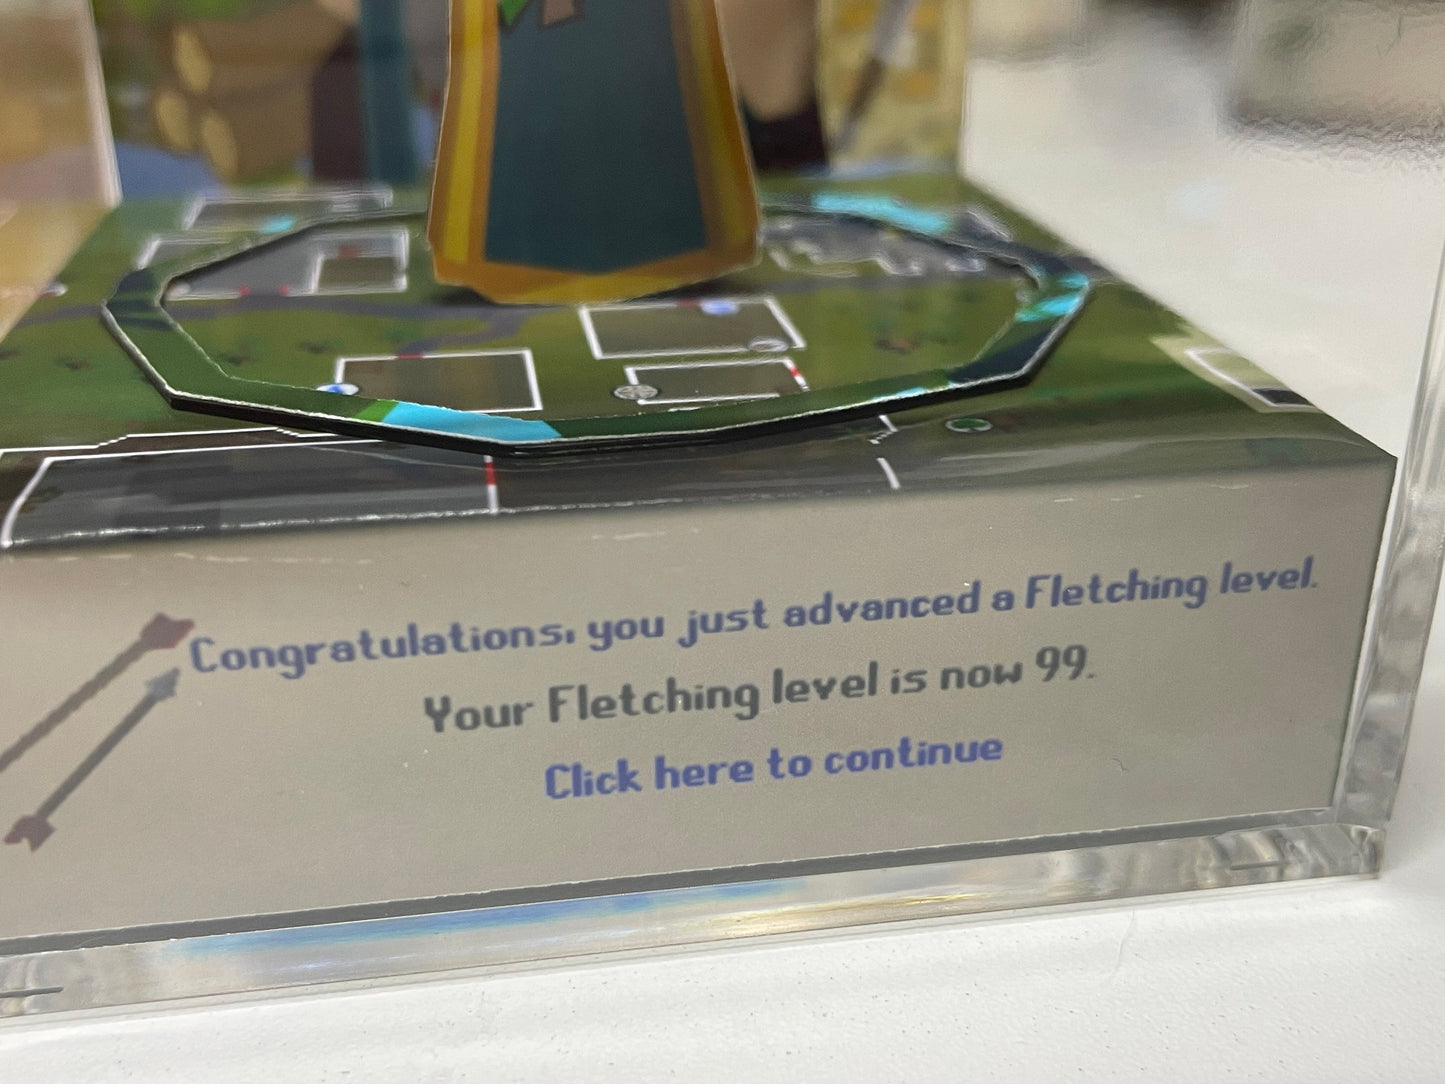 Congratulations, you just advanced a Fletching level.
Your Fletching level is now 99.
Click here to continue